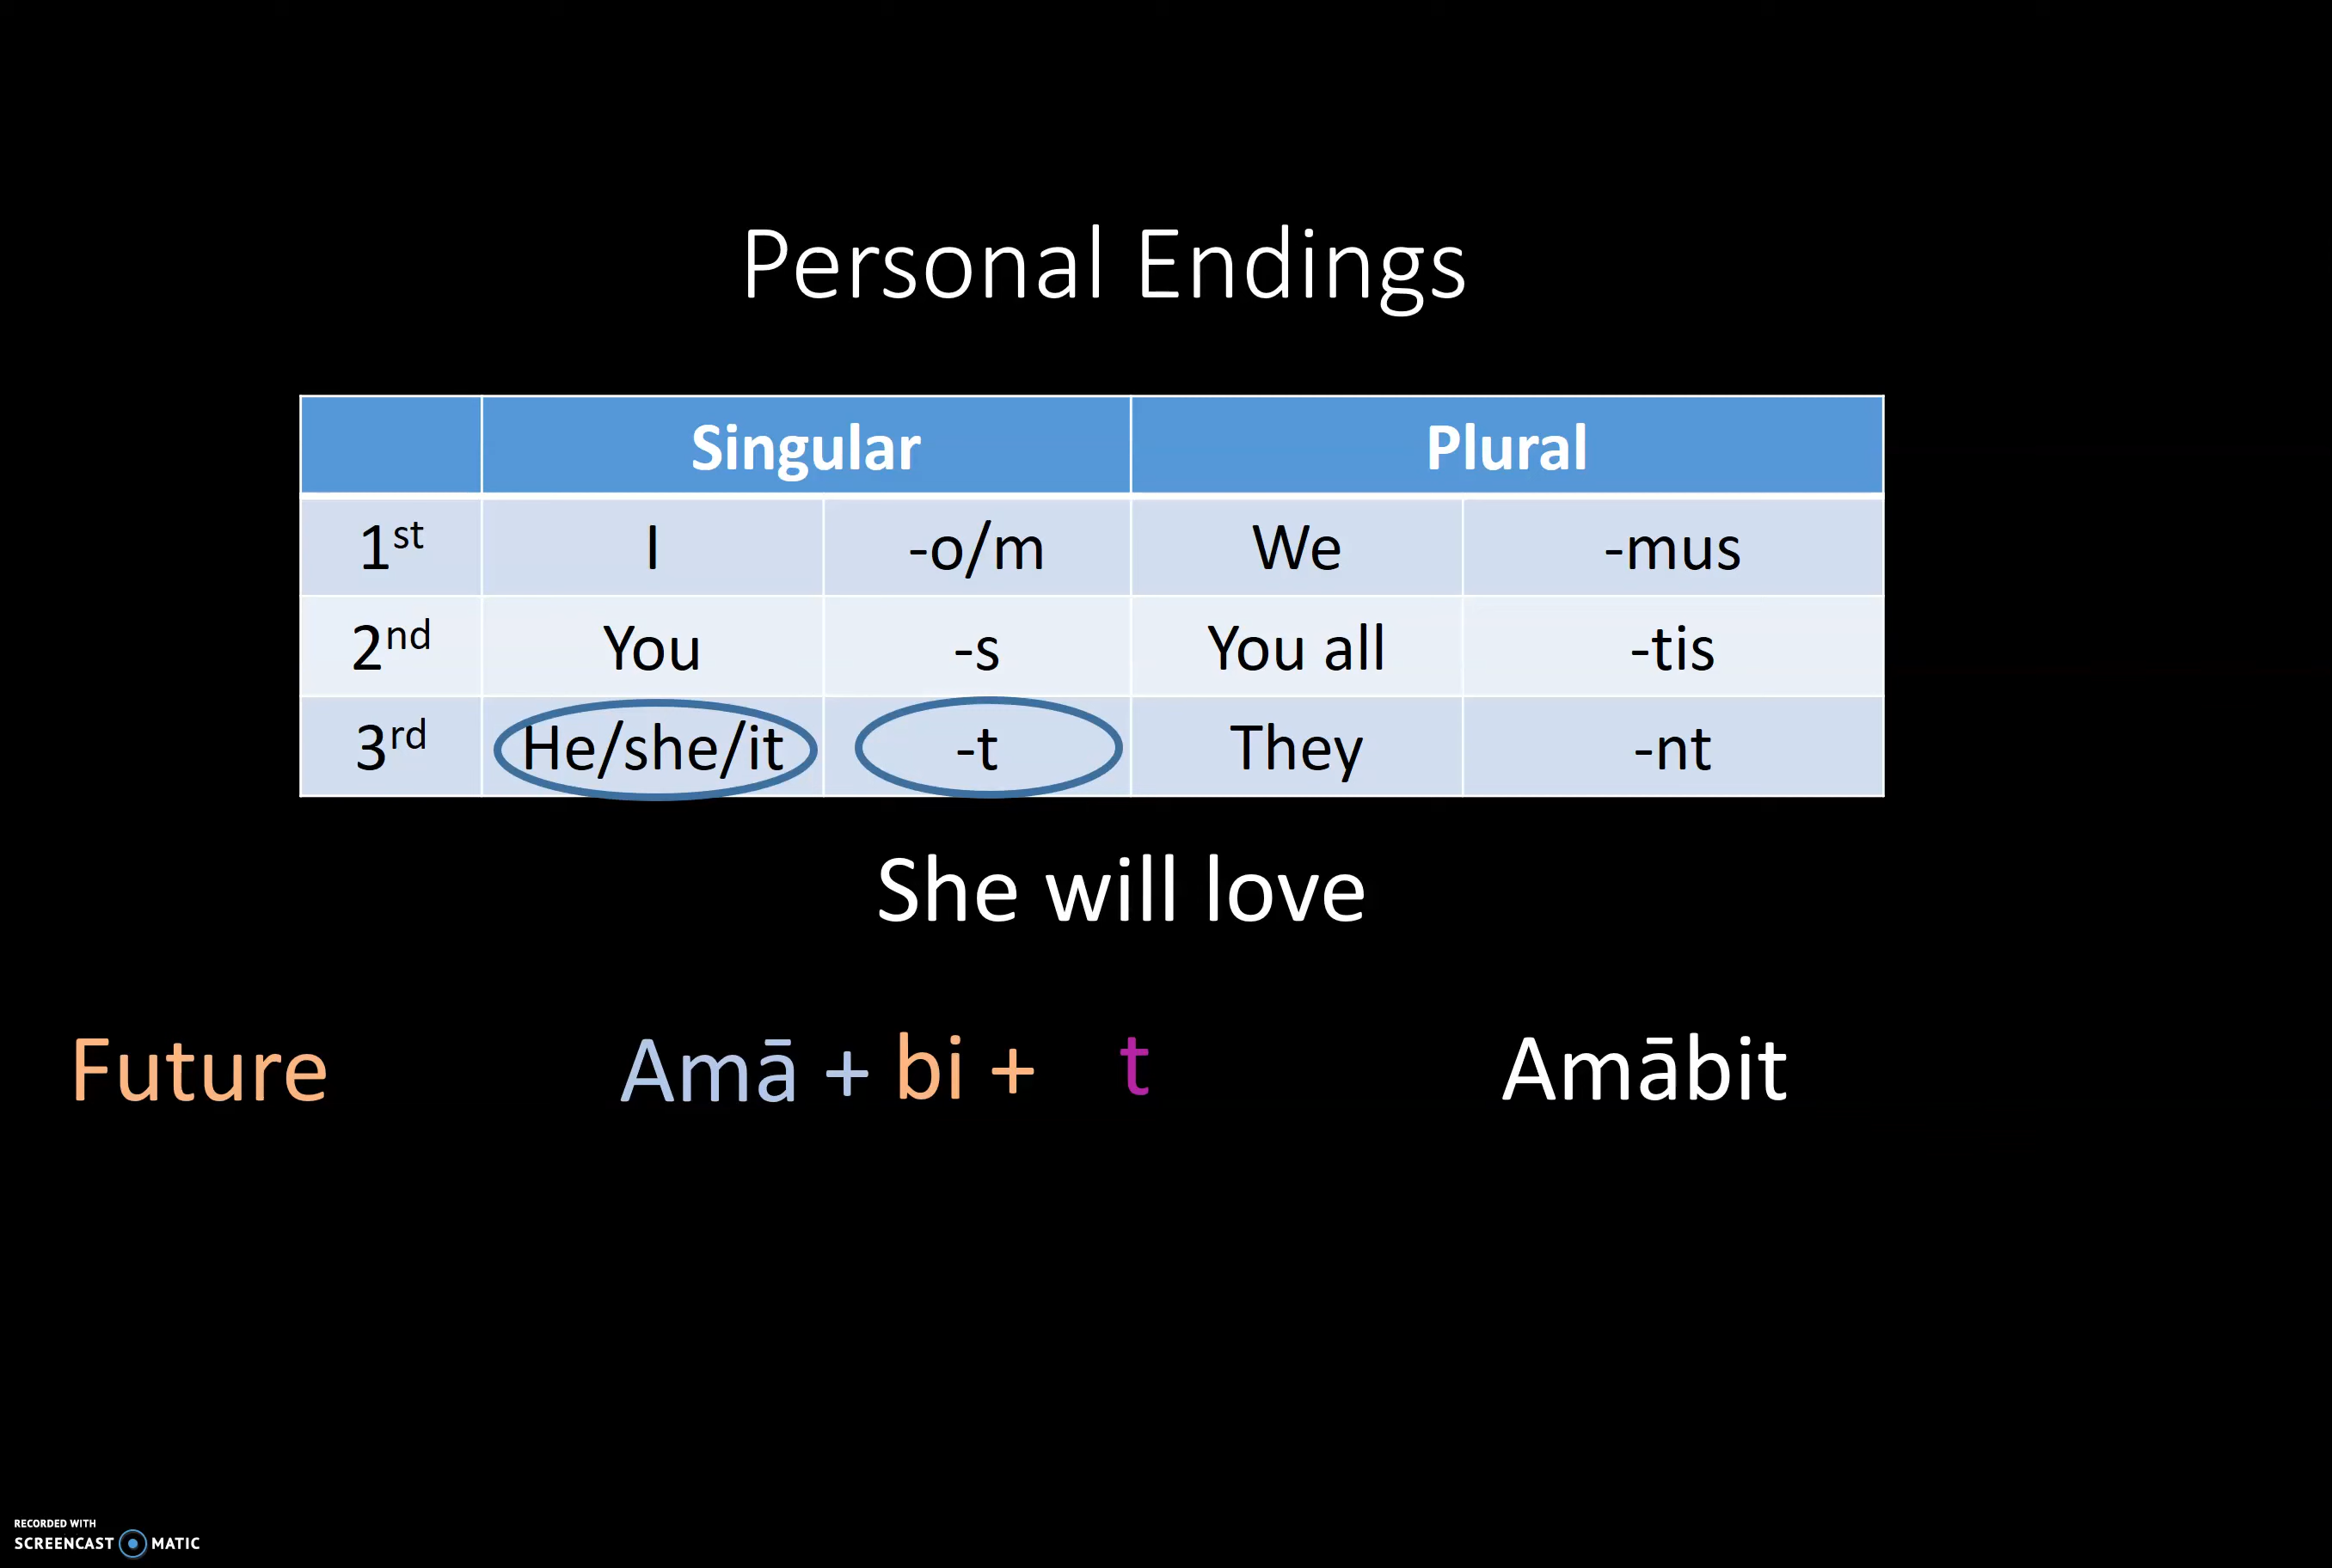 Personal Endings
Singular Plural
1st I -o/m We -mus
2nd You -s You all -tis
3rd He/she/it -t They -nt
She will love
Future Amā + bi + t Amābit
RECORDED WITH
SCREENCAST MATIC